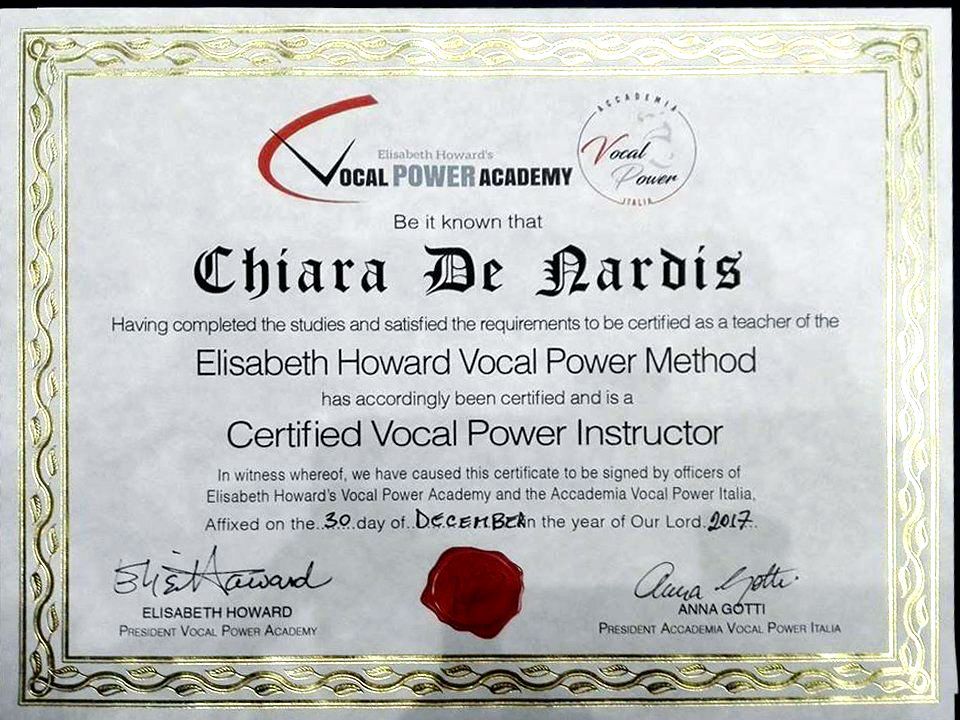 Elisabeth Howard's
VOCAL POWER ACADEMY
ACCADEMIA
Vocal
Power
ITALIA
Be it known that
Chiara De Nardis
Having completed the studies and satisfied the requirements to be certified as a teacher of the
Elisabeth Howard Vocal Power Method
has accordingly been certified and is a
Certified Vocal Power Instructor
In witness whereof, we have caused this certificate to be signed by officers of
Elisabeth Howard's Vocal Power Academy and the Accademia Vocal Power Italia,
Affixed on the..30.day of..DECEMBER in the year of Our Lord.2017.
Elis Howard
Anna Gotti
ELISABETH HOWARD
ANNA GOTTI
PRESIDENT VOCAL POWER ACADEMY
PRESIDENT ACCADEMIA VOCAL POWER ITALIA